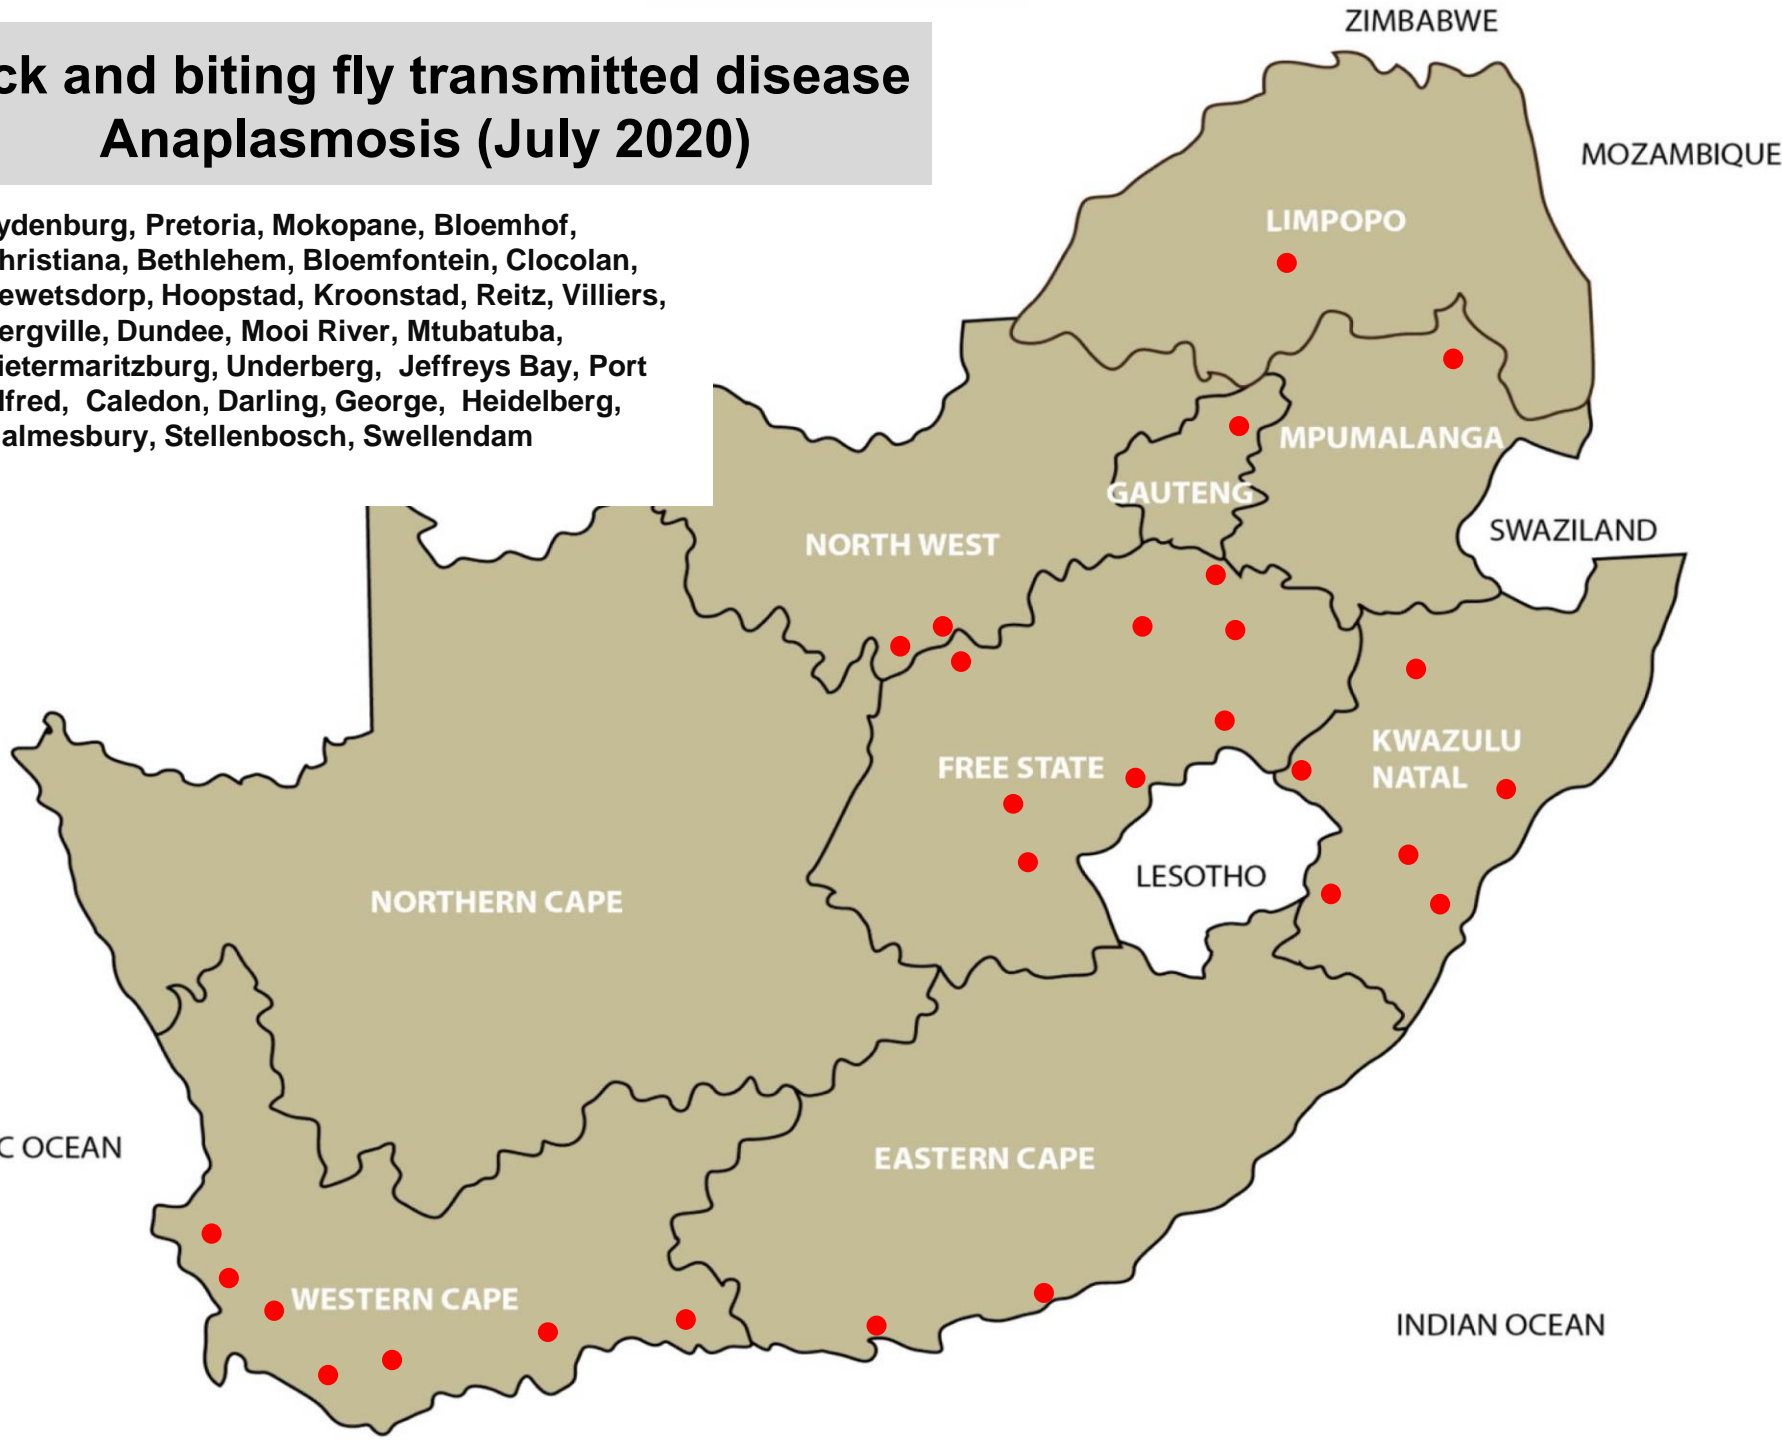 ZIMBABWE
ck and biting fly transmitted disease
Anaplasmosis (July 2020)
MOZAMBIQUE
ydenburg, Pretoria, Mokopane, Bloemhof,
hristiana, Bethlehem, Bloemfontein, Clocolan,
ewetsdorp, Hoopstad, Kroonstad, Reitz, Villiers,
ergville, Dundee, Mooi River, Mtubatuba,
ietermaritzburg, Underberg, Jeffreys Bay, Port
lfred, Caledon, Darling, George, Heidelberg,
almesbury, Stellenbosch, Swellendam
LIMPOPO
MPUMALANGA
GAUTENG
SWAZILAND
NORTH WEST
KWAZULU
NATAL
FREE STATE
LESOTHO
NORTHERN CAPE
C OCEAN
EASTERN CAPE
WESTERN CAPE
INDIAN OCEAN